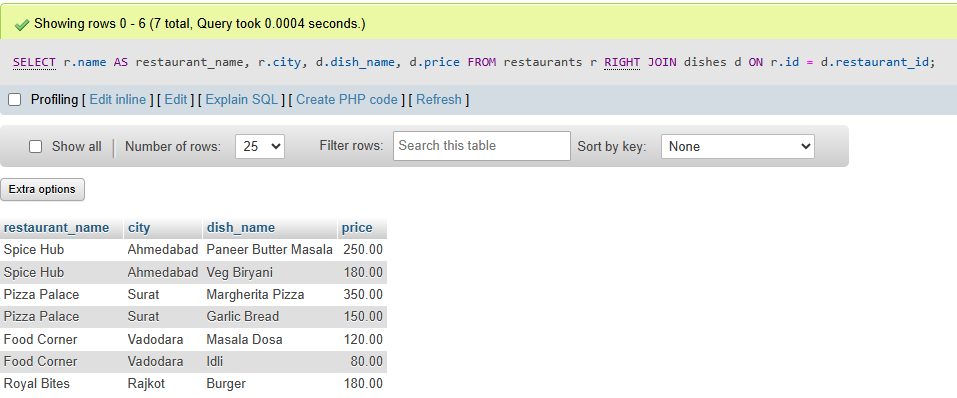 Showing rows 0 - 6 (7 total, Query took 0.0004 seconds.)
SELECT r.name AS restaurant_name, r.city, d.dish_name, d.price FROM restaurants r RIGHT JOIN dishes d ON r.id = d.restaurant_id;
Profiling [ Edit inline ] [ Edit ] [ Explain SQL ] [ Create PHP code ] [ Refresh ]
Show all Number of rows: 25 Filter rows: Search this table Sort by key: None
Extra options
restaurant_name city dish_name price
Spice Hub Ahmedabad Paneer Butter Masala 250.00
Spice Hub Ahmedabad Veg Biryani 180.00
Pizza Palace Surat Margherita Pizza 350.00
Pizza Palace Surat Garlic Bread 150.00
Food Corner Vadodara Masala Dosa 120.00
Food Corner Vadodara Idli 80.00
Royal Bites Rajkot Burger 180.00